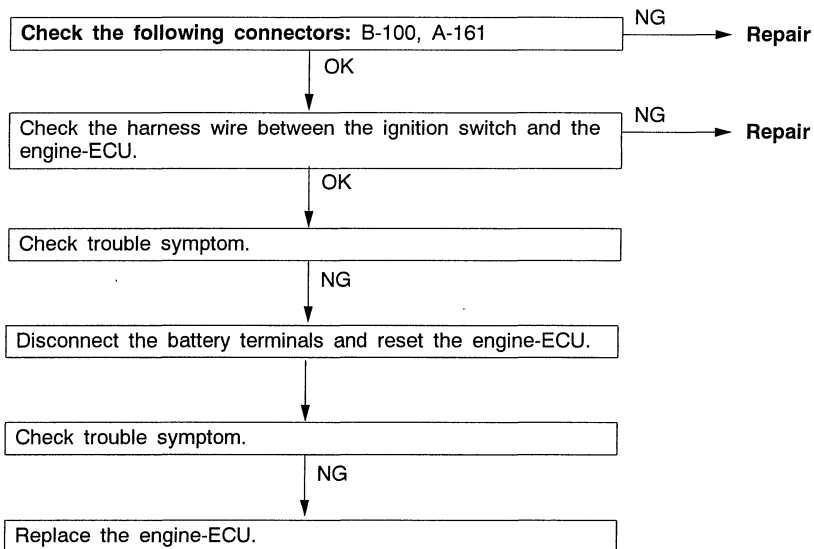 Check the following connectors: B-100, A-161
NG
Repair
OK
Check the harness wire between the ignition switch and the
engine-ECU.
NG
Repair
OK
Check trouble symptom.
NG
Disconnect the battery terminals and reset the engine-ECU.
Check trouble symptom.
NG
Replace the engine-ECU.